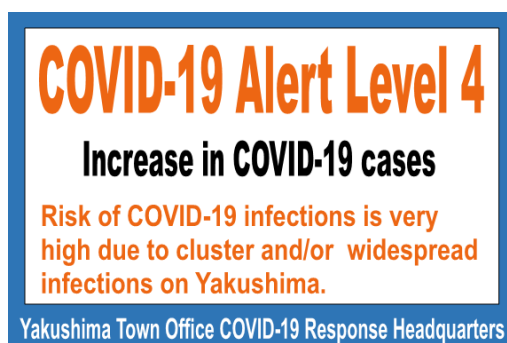 COVID-19 Alert Level 4
Increase in COVID-19 cases
Risk of COVID-19 infections is very
high due to cluster and/or widespread
infections on Yakushima.
Yakushima Town Office COVID-19 Response Headquarters